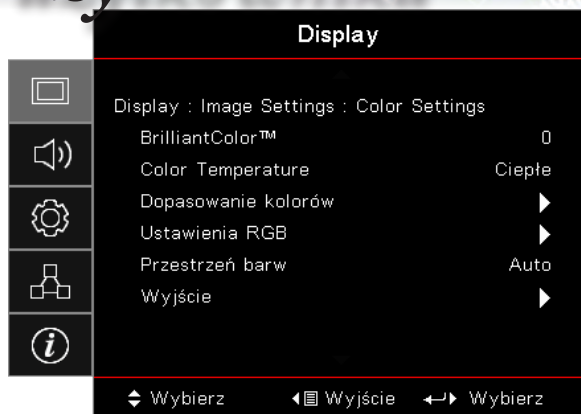 Display
Display : Image Settings : Color Settings
BrilliantColor™ 0
Color Temperature Ciepłe
Dopasowanie kolorów
Ustawienia RGB
Przestrzeń barw Auto
Wyjście
Wybierz Wyjście Wybierz